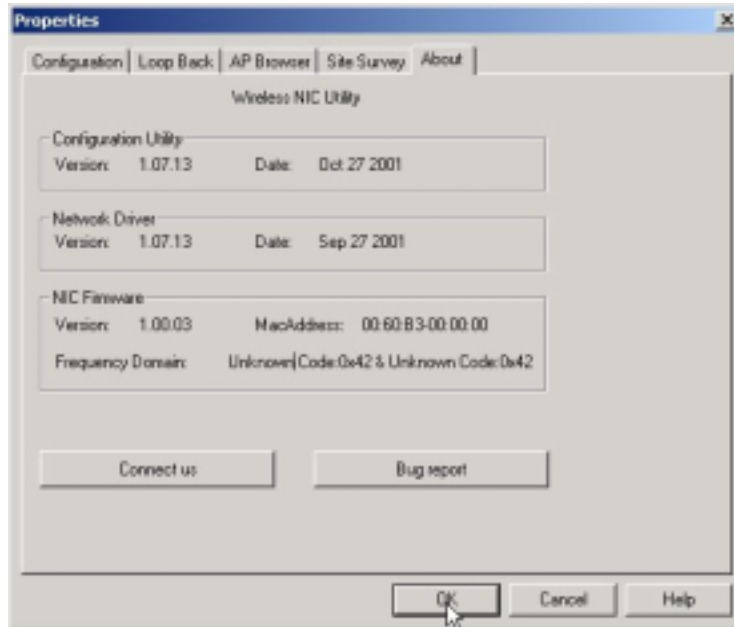 Properties
Configuration Loop Back AP Browser Site Survey About
Wireless NIC Utility
Configuration Utility
Version: 1.07.13 Date: Oct 27 2001
Network Driver
Version: 1.07.13 Date: Sep 27 2001
NIC Firmware
Version: 1.00.03 MacAddress: 00:60:B3-00:00:00
Frequency Domain: Unknown Code:0x42 & Unknown Code:0x42
Connect us Bug report
OK Cancel Help